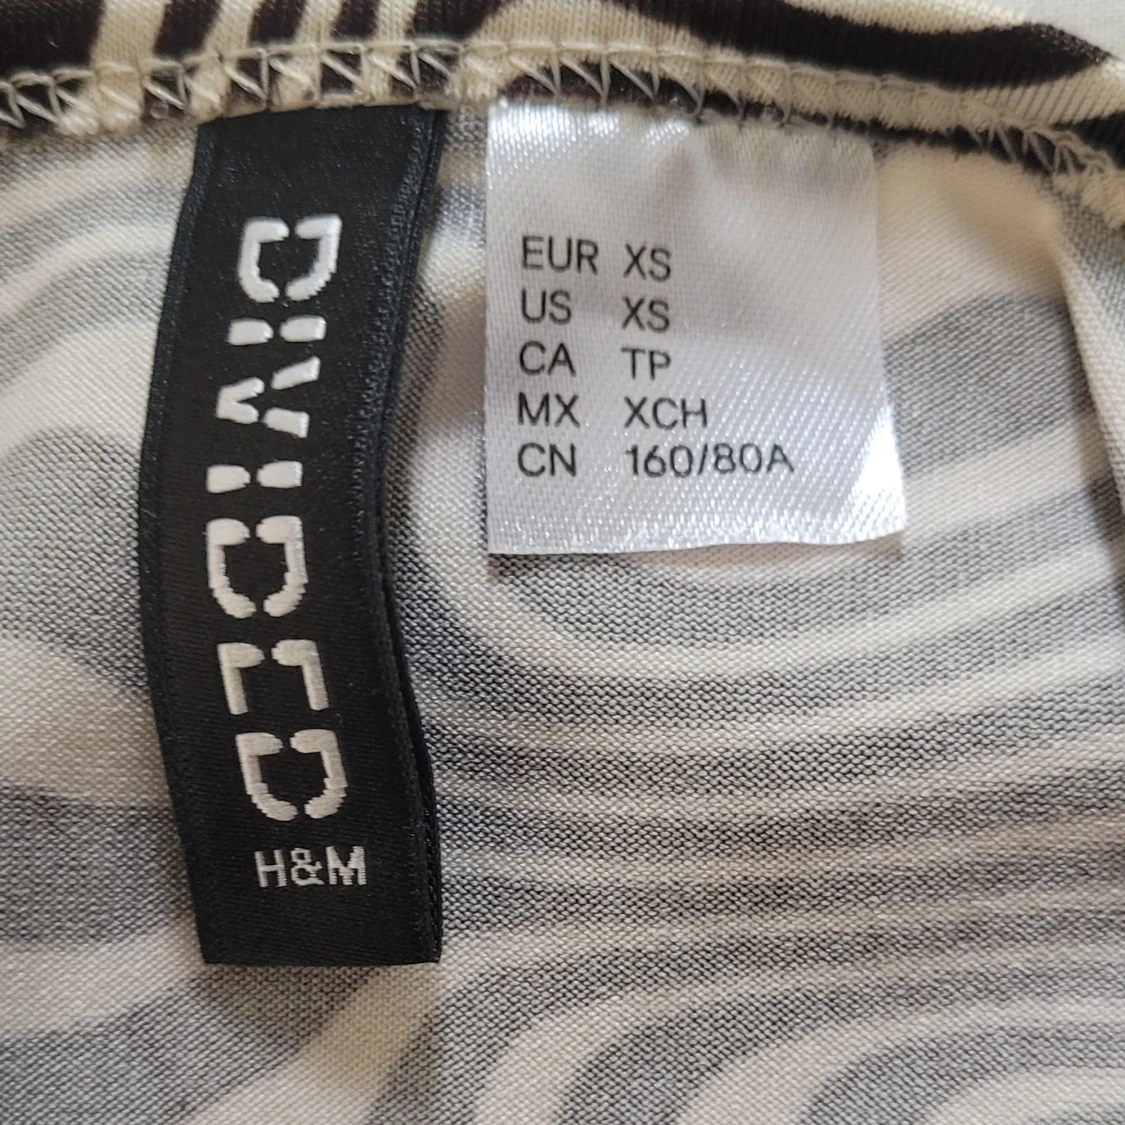 DIVIDED
H&M
EUR XS
US XS
CA TP
MX XCH
CN 160/80A